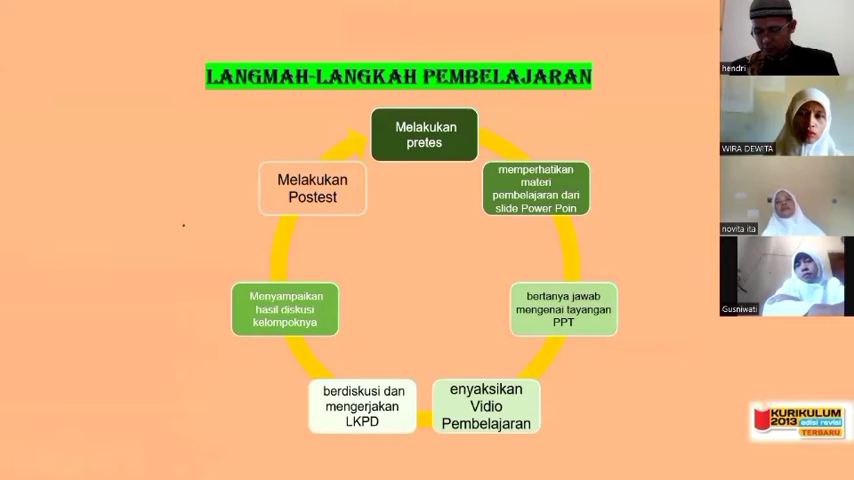 LANGMAH-LANGKAH PEMBELAJARAN
Melakukan
pretes
memperhatikan
materi
pembelajaran dari
slide Power Poin
bertanya jawab
mengenai tayangan
PPT
enyaksikan
Vidio
Pembelajaran
berdiskusi dan
mengerjakan
LKPD
Menyampaikan
hasil diskusi
kelompoknya
Melakukan
Postest
hendri
WIRA DEWITA
novita ita
Gusniwati
KURIKULUM
2013 edisi revisi
TERBARU